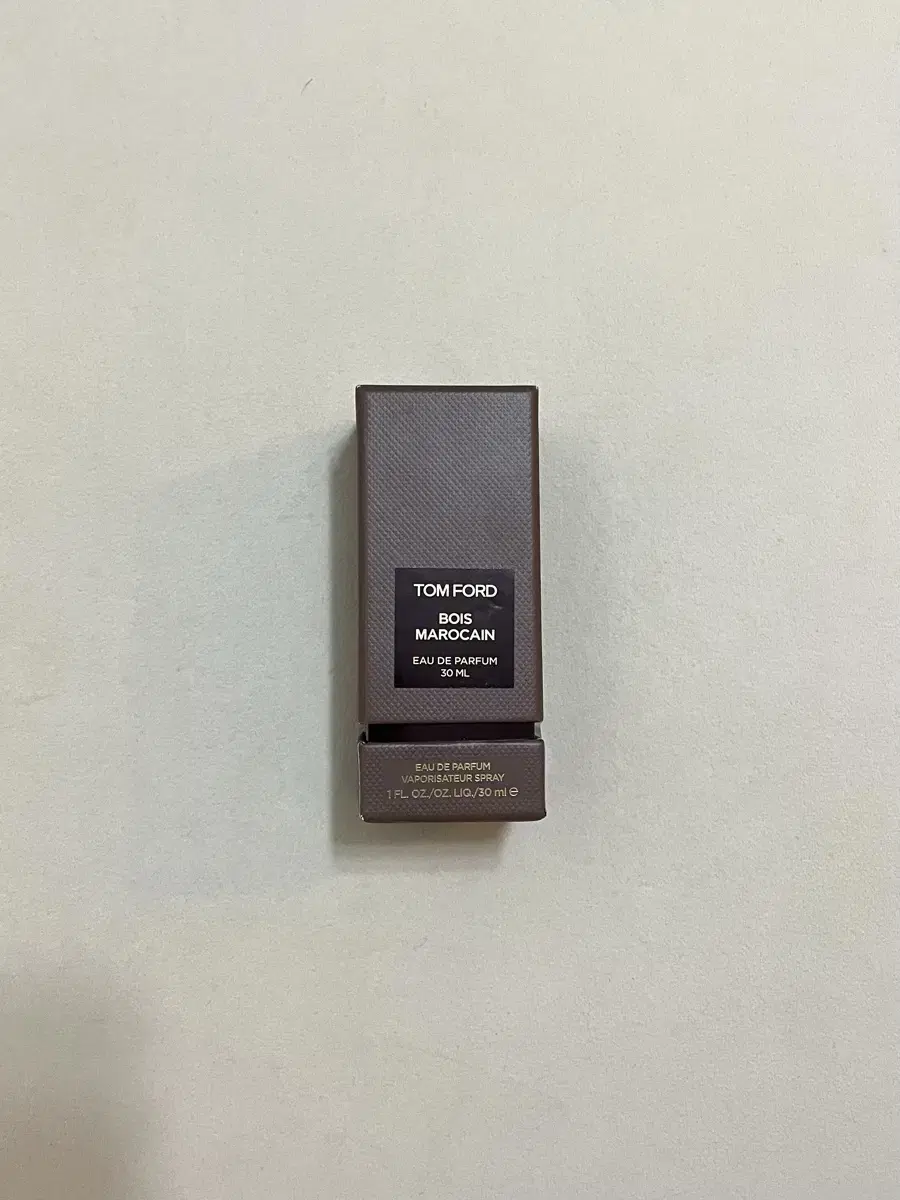 TOM FORD
BOIS
MAROCAIN
EAU DE PARFUM
30 ML
EAU DE PARFUM
VAPORISATEUR SPRAY
1 FL. OZ./OZ. LIQ./30 ml ℮